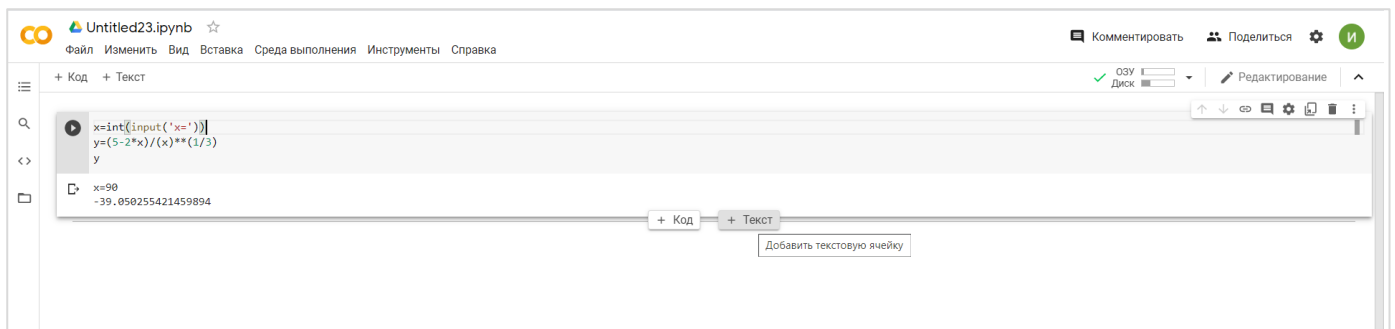 Untitled23.ipynb
Файл Изменить Вид Вставка Среда выполнения Инструменты Справка
Комментировать Поделиться И
+ Код + Текст
ОЗУ
Диск
Редактирование
x=int(input('x='))
y=(5-2*x)/(x)**(1/3)
y
x=90
-39.050255421459894
+ Код + Текст
Добавить текстовую ячейку